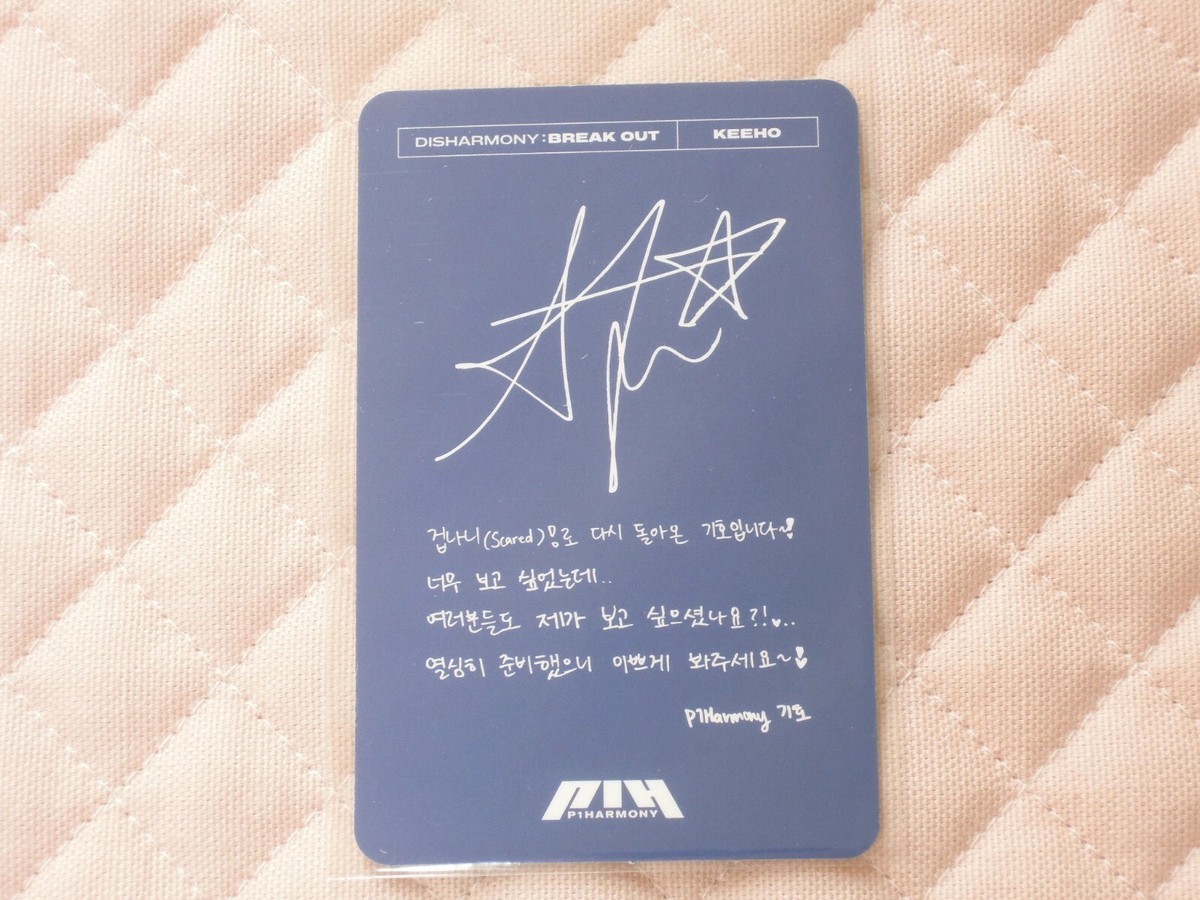 DISHARMONY:BREAK OUT KEEHO
겁나니(Scared)으로 다시 돌아온 기호입니다~!
너무 보고 싶었는데..
여러분들도 제가 보고 싶으셨나요?!♥..
열심히 준비했으니 이쁘게 봐주세요~
P1Harmony 기호
P1H
P1HARMONY